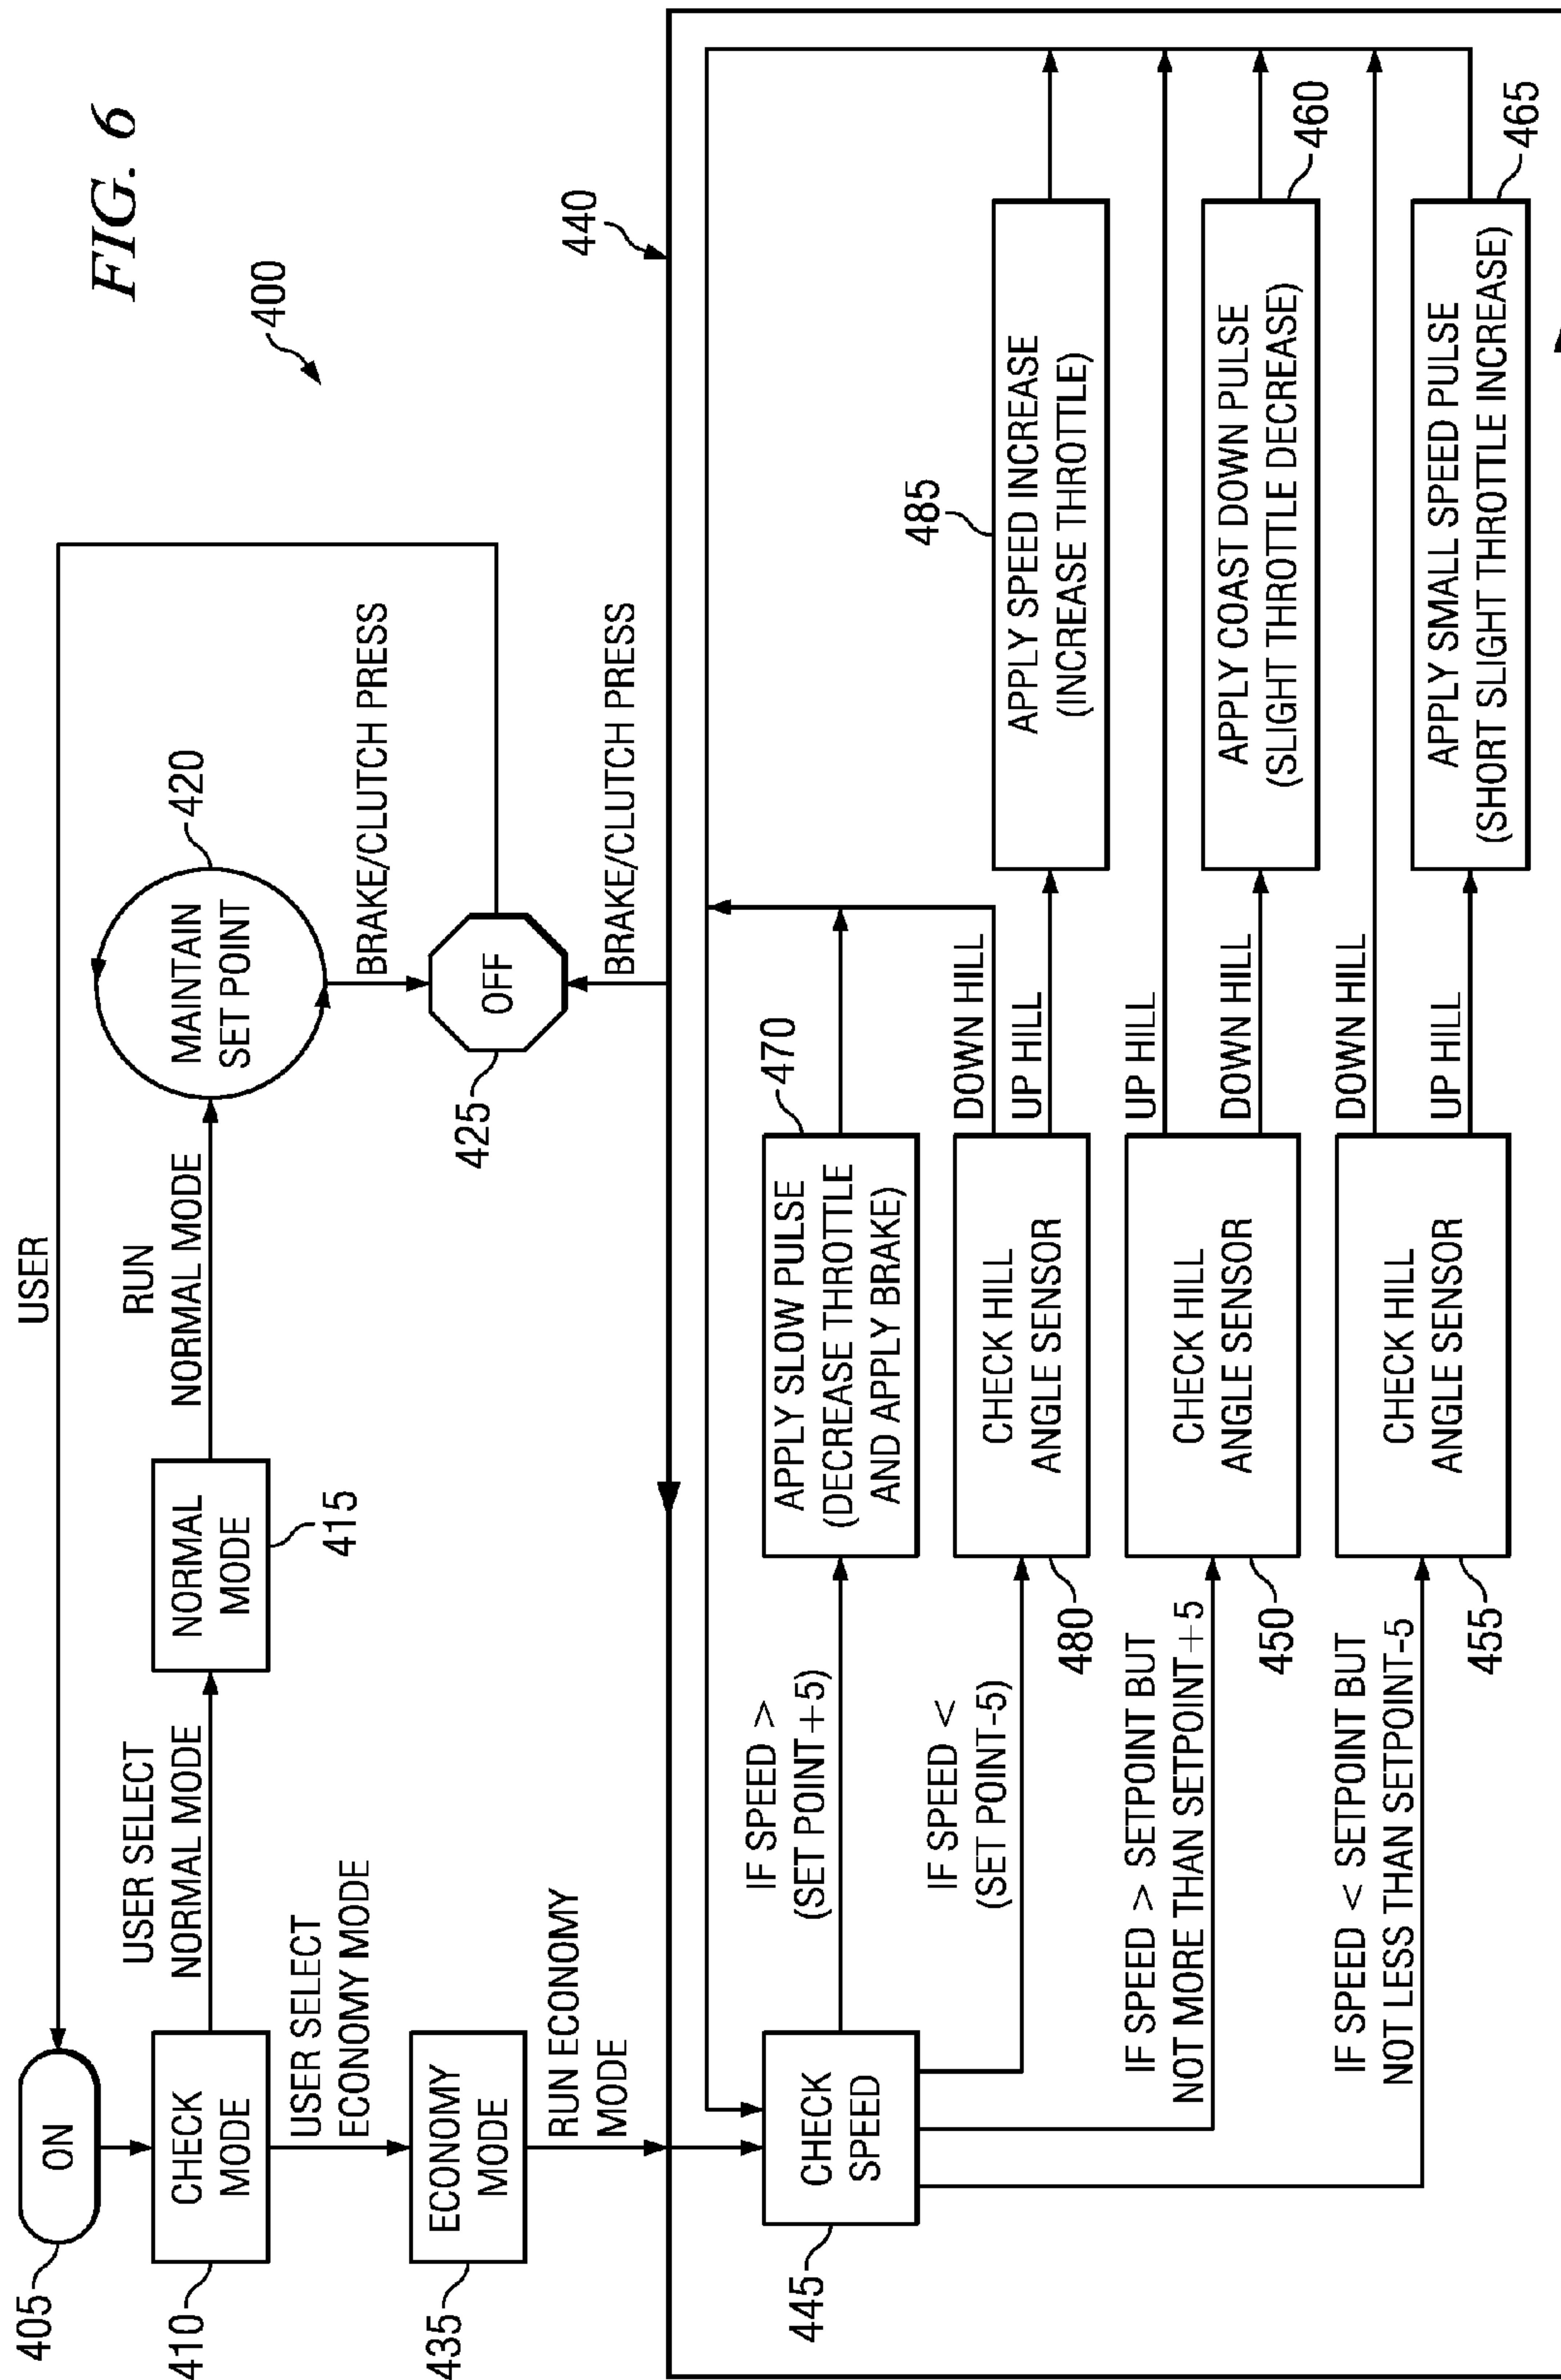 FIG. 6
400
USER
ON
405
CHECK
MODE
410
USER SELECT
NORMAL MODE
NORMAL
MODE
415
RUN
NORMAL MODE
MAINTAIN
SET POINT
420
BRAKE/CLUTCH PRESS
OFF
425
BRAKE/CLUTCH PRESS
USER SELECT
ECONOMY MODE
ECONOMY
MODE
435
RUN ECONOMY
MODE
440
CHECK
SPEED
445
IF SPEED >
(SET POINT+5)
APPLY SLOW PULSE
(DECREASE THROTTLE
AND APPLY BRAKE)
470
IF SPEED <
(SET POINT-5)
CHECK HILL
ANGLE SENSOR
480
DOWN HILL
UP HILL
APPLY SPEED INCREASE
(INCREASE THROTTLE)
485
IF SPEED > SETPOINT BUT
NOT MORE THAN SETPOINT+5
CHECK HILL
ANGLE SENSOR
450
UP HILL
DOWN HILL
APPLY COAST DOWN PULSE
(SLIGHT THROTTLE DECREASE)
460
IF SPEED < SETPOINT BUT
NOT LESS THAN SETPOINT-5
CHECK HILL
ANGLE SENSOR
455
DOWN HILL
UP HILL
APPLY SMALL SPEED PULSE
(SHORT SLIGHT THROTTLE INCREASE)
465